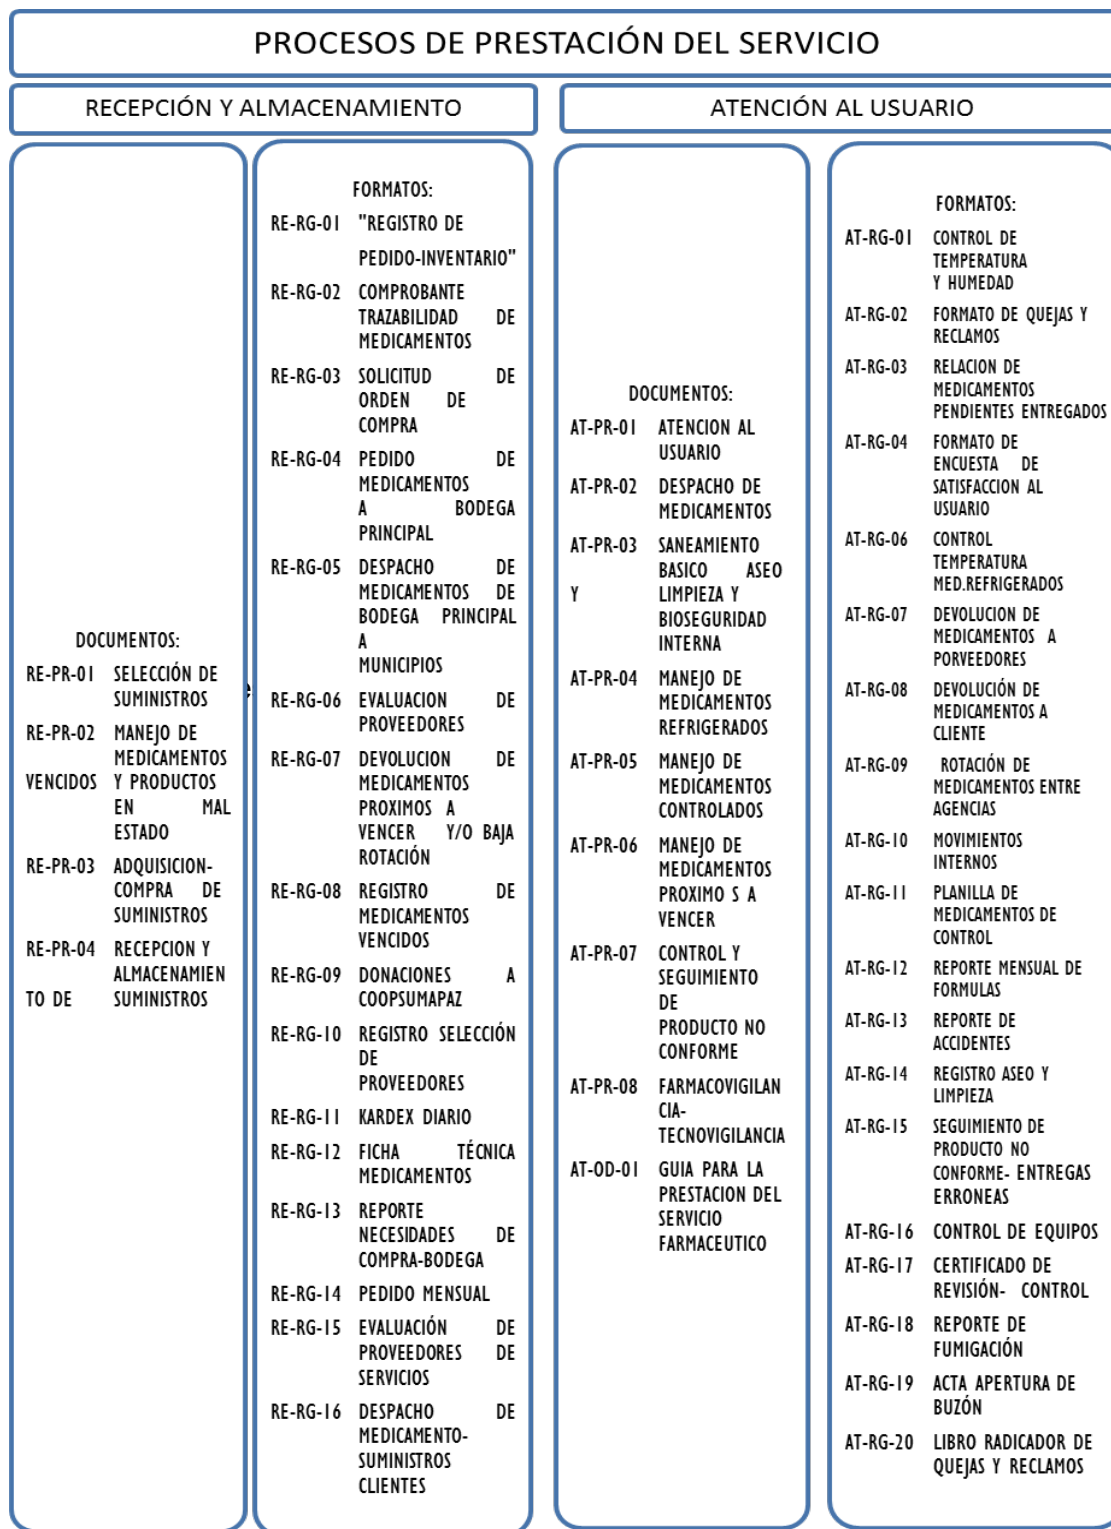 PROCESOS DE PRESTACIÓN DEL SERVICIO
RECEPCIÓN Y ALMACENAMIENTO
DOCUMENTOS:
RE-PR-01 SELECCIÓN DE
SUMINISTROS
RE-PR-02 MANEJO DE
MEDICAMENTOS
VENCIDOS Y PRODUCTOS
EN MAL
ESTADO
RE-PR-03 ADQUISICION-
COMPRA DE
SUMINISTROS
RE-PR-04 RECEPCION Y
ALMACENAMIEN
TO DE SUMINISTROS
FORMATOS:
RE-RG-01 "REGISTRO DE
PEDIDO-INVENTARIO"
RE-RG-02 COMPROBANTE
TRAZABILIDAD DE
MEDICAMENTOS
RE-RG-03 SOLICITUD DE
ORDEN DE
COMPRA
RE-RG-04 PEDIDO DE
MEDICAMENTOS
A BODEGA
PRINCIPAL
RE-RG-05 DESPACHO DE
MEDICAMENTOS DE
BODEGA PRINCIPAL
A
MUNICIPIOS
RE-RG-06 EVALUACION DE
PROVEEDORES
RE-RG-07 DEVOLUCION DE
MEDICAMENTOS
PROXIMOS A
VENCER Y/O BAJA
ROTACIÓN
RE-RG-08 REGISTRO DE
MEDICAMENTOS
VENCIDOS
RE-RG-09 DONACIONES A
COOPSUMAPAZ
RE-RG-10 REGISTRO SELECCIÓN
DE
PROVEEDORES
RE-RG-11 KARDEX DIARIO
RE-RG-12 FICHA TÉCNICA
MEDICAMENTOS
RE-RG-13 REPORTE
NECESIDADES DE
COMPRA-BODEGA
RE-RG-14 PEDIDO MENSUAL
RE-RG-15 EVALUACIÓN DE
PROVEEDORES DE
SERVICIOS
RE-RG-16 DESPACHO DE
MEDICAMENTO-
SUMINISTROS
CLIENTES
ATENCIÓN AL USUARIO
DOCUMENTOS:
AT-PR-01 ATENCION AL
USUARIO
AT-PR-02 DESPACHO DE
MEDICAMENTOS
AT-PR-03 SANEAMIENTO
BASICO ASEO
Y LIMPIEZA Y
BIOSEGURIDAD
INTERNA
AT-PR-04 MANEJO DE
MEDICAMENTOS
REFRIGERADOS
AT-PR-05 MANEJO DE
MEDICAMENTOS
CONTROLADOS
AT-PR-06 MANEJO DE
MEDICAMENTOS
PROXIMO S A
VENCER
AT-PR-07 CONTROL Y
SEGUIMIENTO
DE
PRODUCTO NO
CONFORME
AT-PR-08 FARMACOVIGILAN
CIA-
TECNOVIGILANCIA
AT-OD-01 GUIA PARA LA
PRESTACION DEL
SERVICIO
FARMACEUTICO
FORMATOS:
AT-RG-01 CONTROL DE
TEMPERATURA
Y HUMEDAD
AT-RG-02 FORMATO DE QUEJAS Y
RECLAMOS
AT-RG-03 RELACION DE
MEDICAMENTOS
PENDIENTES ENTREGADOS
AT-RG-04 FORMATO DE
ENCUESTA DE
SATISFACCION AL
USUARIO
AT-RG-06 CONTROL
TEMPERATURA
MED.REFRIGERADOS
AT-RG-07 DEVOLUCION DE
MEDICAMENTOS A
PORVEEDORES
AT-RG-08 DEVOLUCIÓN DE
MEDICAMENTOS A
CLIENTE
AT-RG-09 ROTACIÓN DE
MEDICAMENTOS ENTRE
AGENCIAS
AT-RG-10 MOVIMIENTOS
INTERNOS
AT-RG-11 PLANILLA DE
MEDICAMENTOS DE
CONTROL
AT-RG-12 REPORTE MENSUAL DE
FORMULAS
AT-RG-13 REPORTE DE
ACCIDENTES
AT-RG-14 REGISTRO ASEO Y
LIMPIEZA
AT-RG-15 SEGUIMIENTO DE
PRODUCTO NO
CONFORME- ENTREGAS
ERRONEAS
AT-RG-16 CONTROL DE EQUIPOS
AT-RG-17 CERTIFICADO DE
REVISIÓN- CONTROL
AT-RG-18 REPORTE DE
FUMIGACIÓN
AT-RG-19 ACTA APERTURA DE
BUZÓN
AT-RG-20 LIBRO RADICADOR DE
QUEJAS Y RECLAMOS